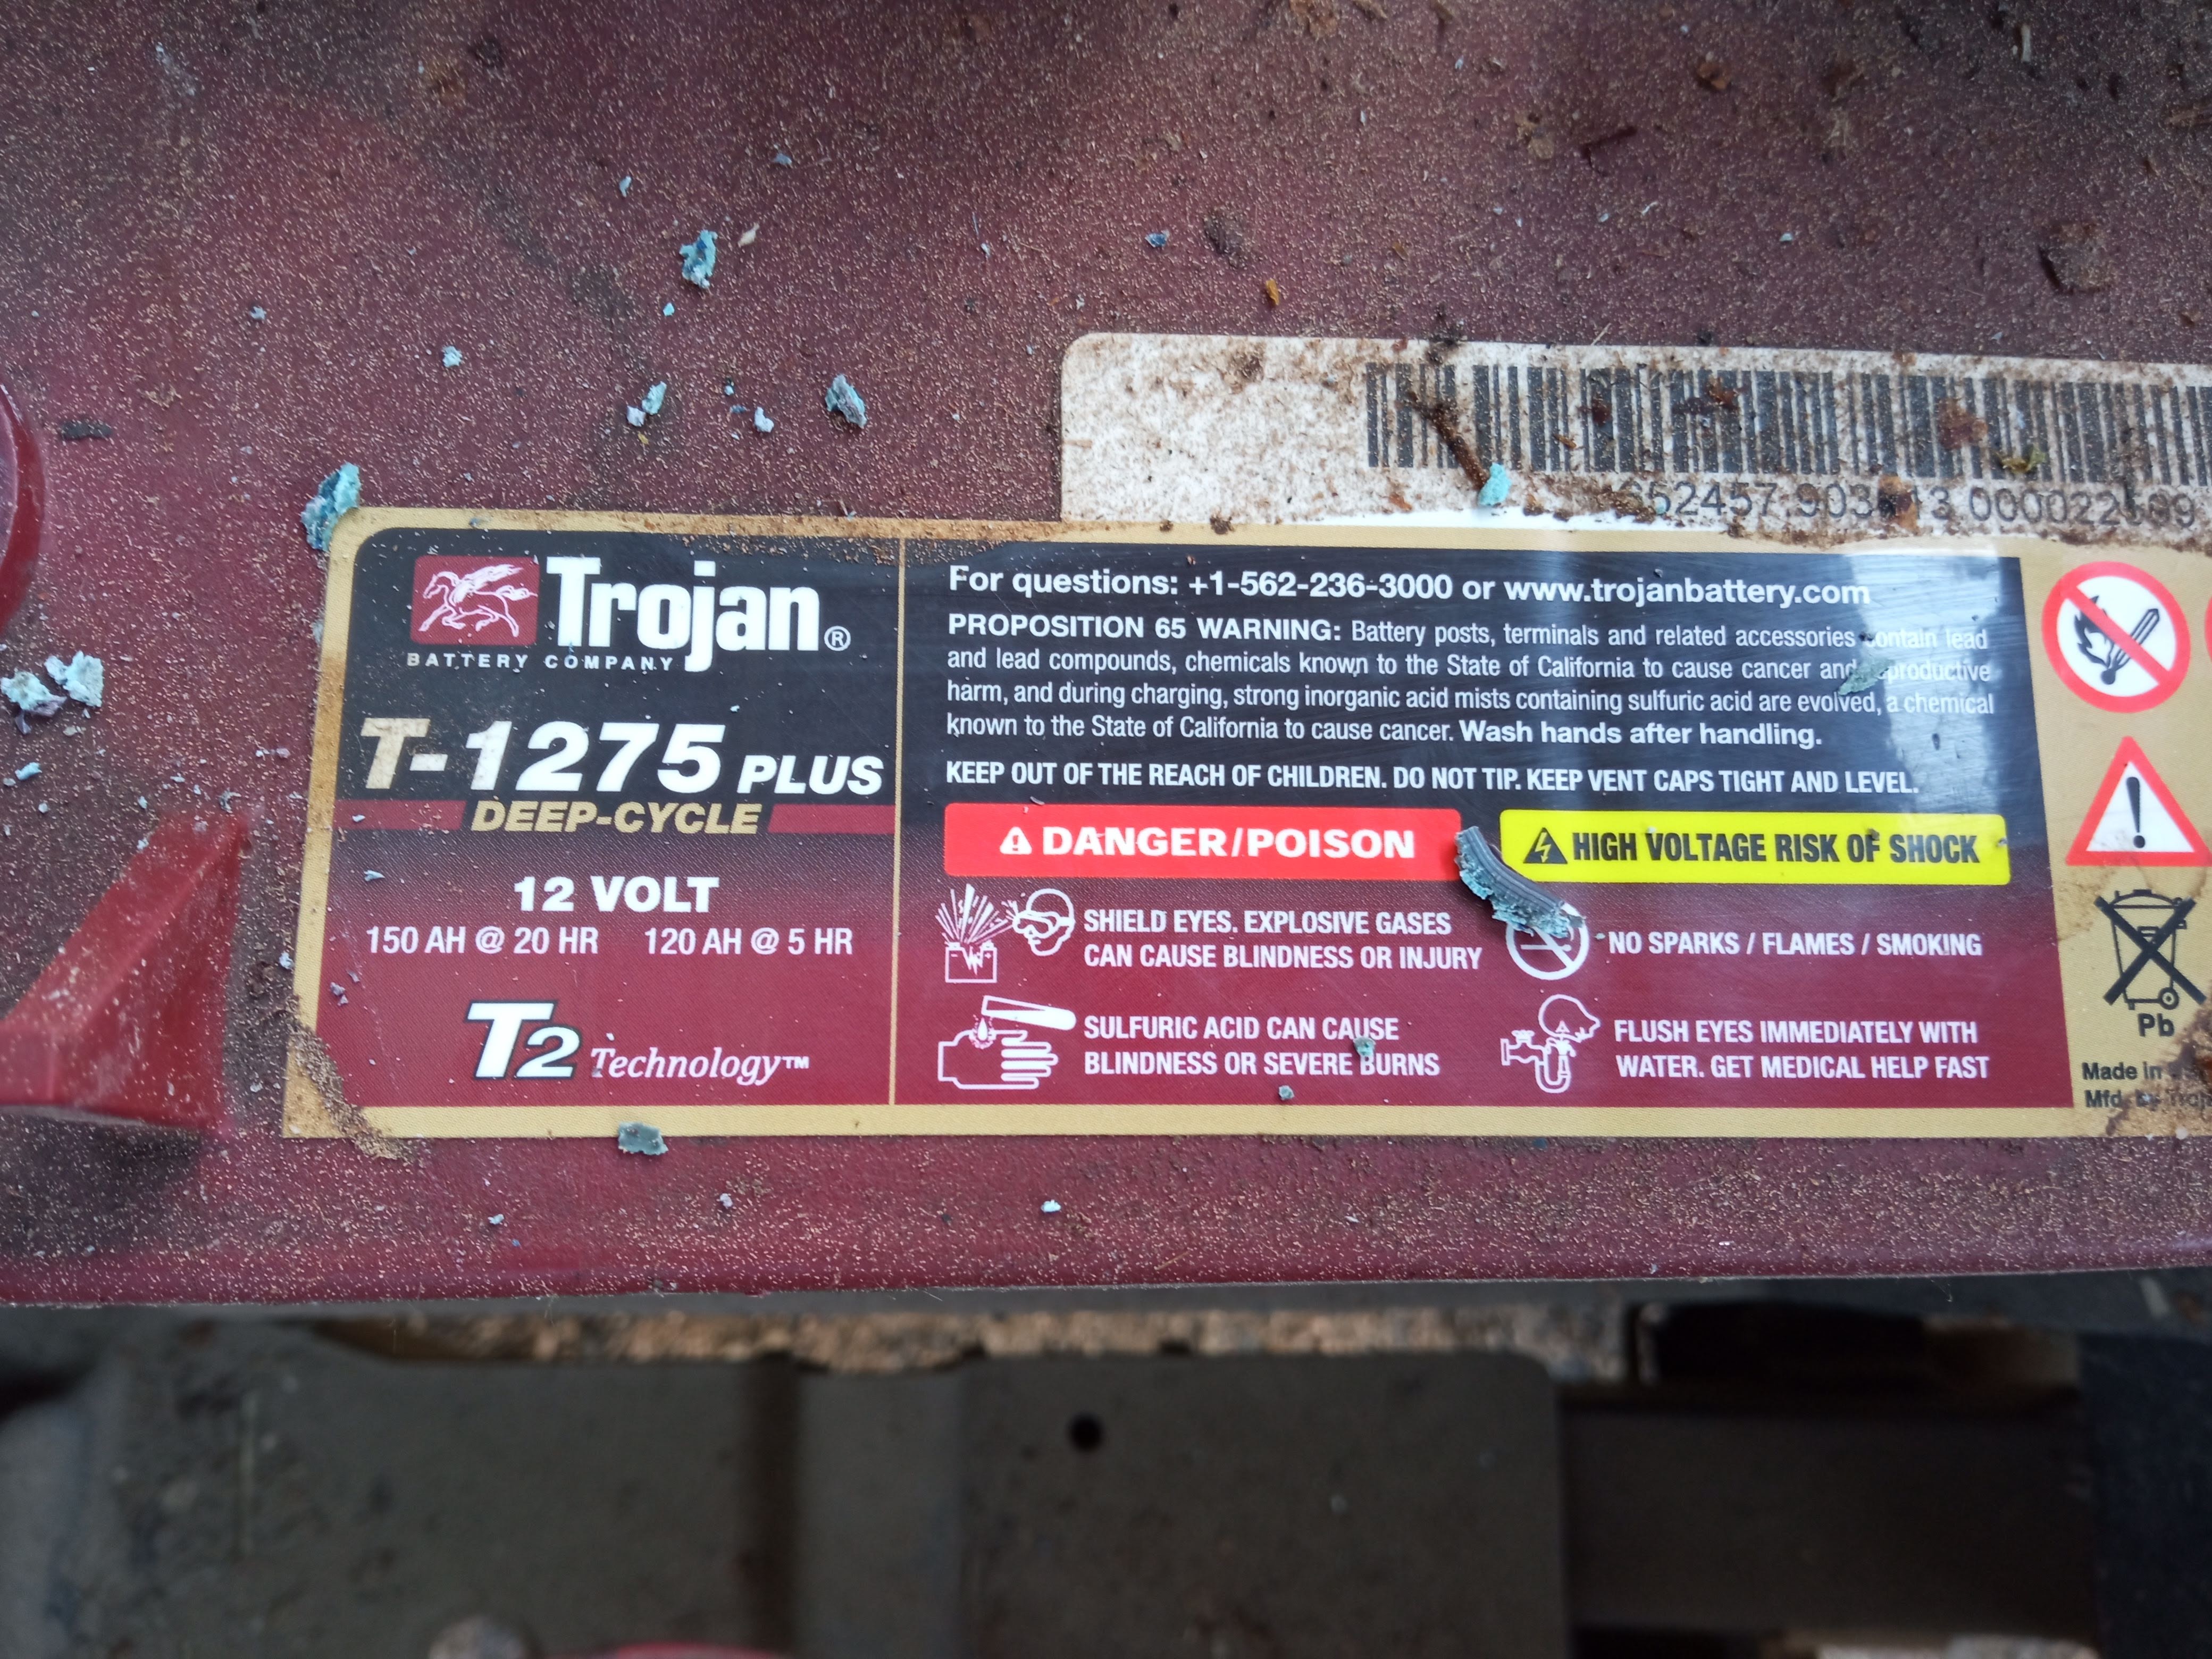 Trojan®
BATTERY COMPANY
T-1275 PLUS
DEEP-CYCLE
12 VOLT
150 AH @ 20 HR 120 AH @ 5 HR
T2 Technology™
For questions: +1-562-236-3000 or www.trojanbattery.com
PROPOSITION 65 WARNING: Battery posts, terminals and related accessories contain lead
and lead compounds, chemicals known to the State of California to cause cancer and reproductive
harm, and during charging, strong inorganic acid mists containing sulfuric acid are evolved, a chemical
known to the State of California to cause cancer. Wash hands after handling.
KEEP OUT OF THE REACH OF CHILDREN. DO NOT TIP. KEEP VENT CAPS TIGHT AND LEVEL.
DANGER/POISON
HIGH VOLTAGE RISK OF SHOCK
SHIELD EYES. EXPLOSIVE GASES
CAN CAUSE BLINDNESS OR INJURY
NO SPARKS / FLAMES / SMOKING
SULFURIC ACID CAN CAUSE
BLINDNESS OR SEVERE BURNS
FLUSH EYES IMMEDIATELY WITH
WATER. GET MEDICAL HELP FAST
Pb
Made in
Mfd.